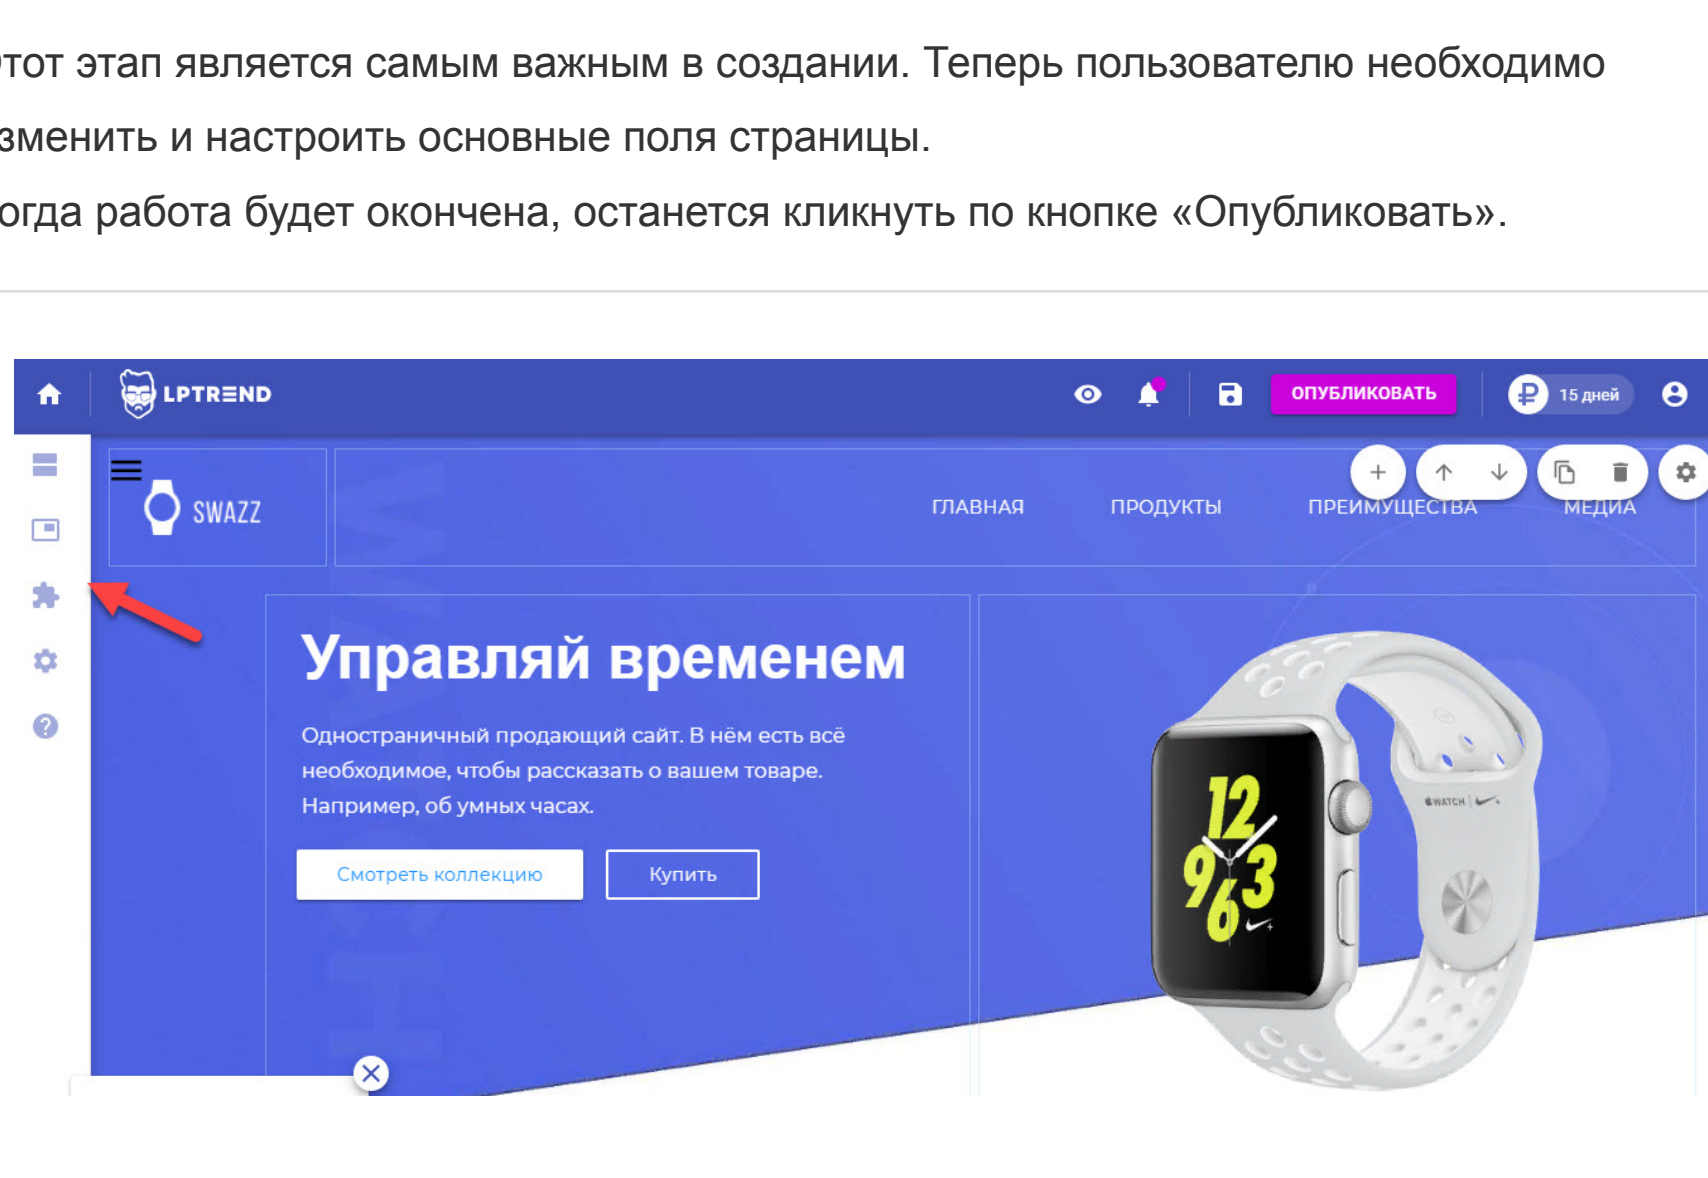 тот этап является самым важным в создании. Теперь пользователю необходимо
зменить и настроить основные поля страницы.
огда работа будет окончена, останется кликнуть по кнопке «Опубликовать».
LPTREND
ОПУБЛИКОВАТЬ
15 дней
SWAZZ
ГЛАВНАЯ
ПРОДУКТЫ
ПРЕИМУЩЕСТВА
МЕДИА
Управляй временем
Одностраничный продающий сайт. В нём есть всё
необходимое, чтобы рассказать о вашем товаре.
Например, об умных часах.
Смотреть коллекцию
Купить
12
9 3
6
WATCH